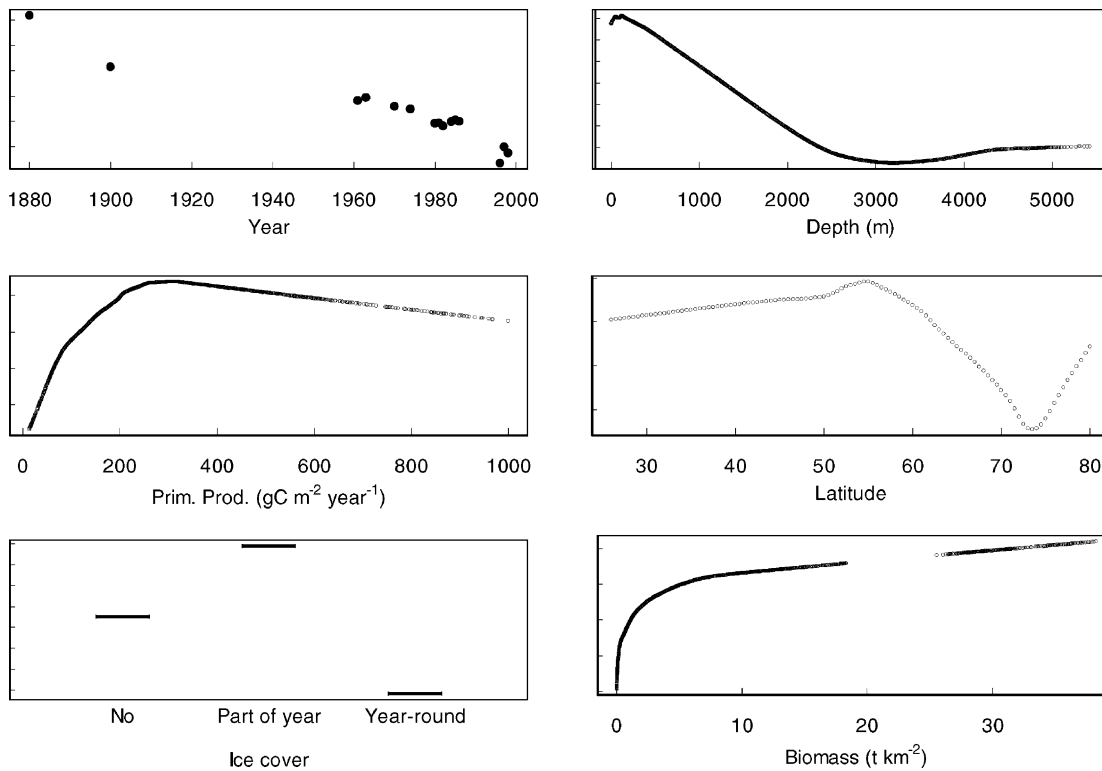 1880 1900 1920 1940 1960 1980 2000
Year
0 1000 2000 3000 4000 5000
Depth (m)
0 200 400 600 800 1000
Prim. Prod. (gC m⁻² year⁻¹)
30 40 50 60 70 80
Latitude
No Part of year Year-round
Ice cover
0 10 20 30
Biomass (t km⁻²)